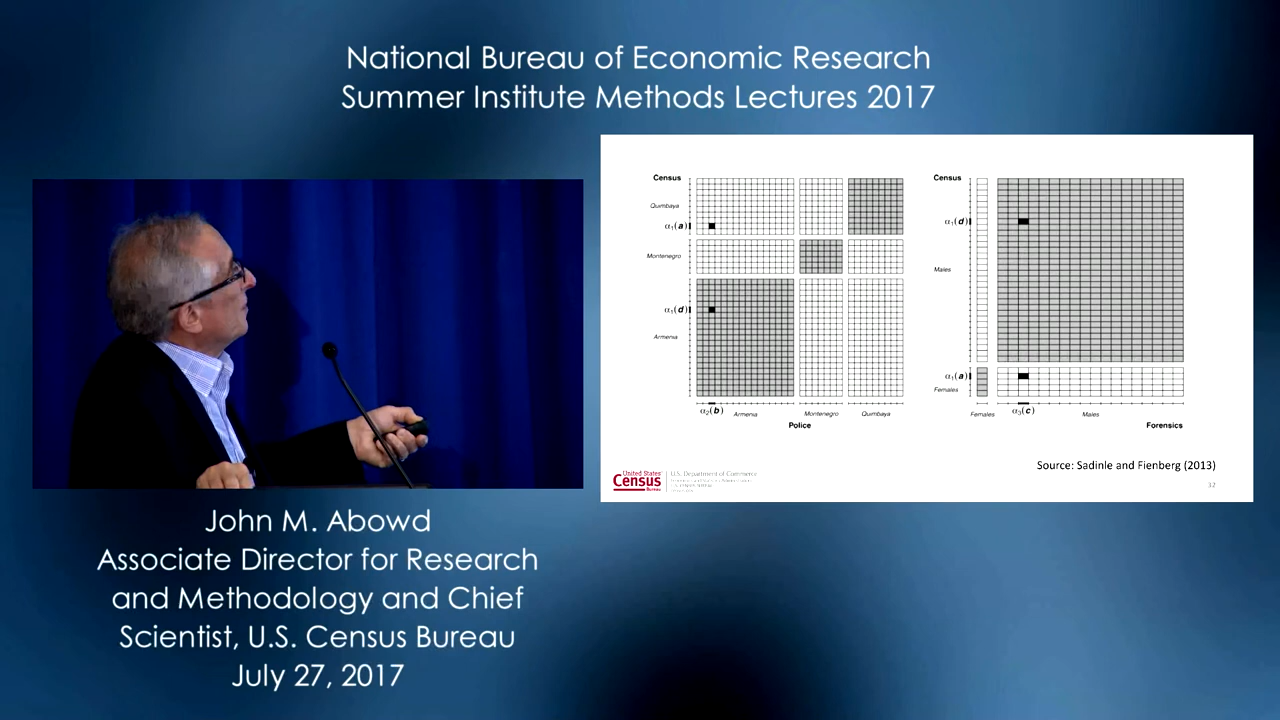 National Bureau of Economic Research
Summer Institute Methods Lectures 2017
Census
Quimbaya
α₁(a)
Montenegro
α₁(d)
Armenia
α₂(b)
Armenia
Montenegro
Quimbaya
Police
Census
α₁(d)
Males
α₁(a)
Females
Females
α₃(c)
Males
Forensics
Source: Sadinle and Fienberg (2013)
United States
Census
Bureau
U.S. Department of Commerce
32
John M. Abowd
Associate Director for Research
and Methodology and Chief
Scientist, U.S. Census Bureau
July 27, 2017